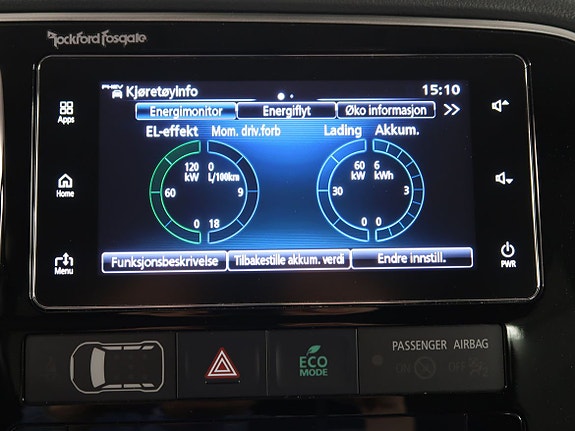 Rockford Fosgate
PHEV
Kjøretøyinfo 15:10
Energimonitor Energiflyt Øko informasjon >>
EL-effekt Mom. driv.forb Lading Akkum.
120 0 60 6
kW L/100km kW kWh
60 9 30 3
0 18 0 0
Funksjonsbeskrivelse Tilbakestille akkum. verdi Endre innstill.
Apps
Home
Menu
PWR
ECO
MODE
PASSENGER AIRBAG
ON OFF